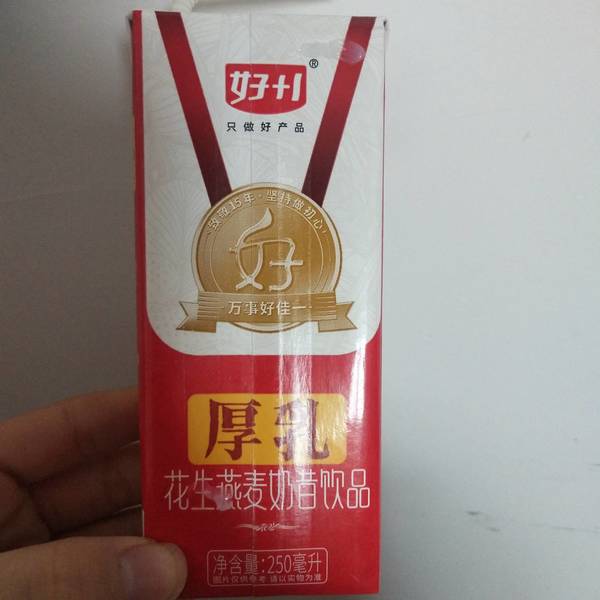 好+1
®
只做好产品
致敬15年·坚持做初心
好
万事好佳一
厚乳
花生燕麦奶昔饮品
净含量:250毫升
图片仅供参考 请以实物为准